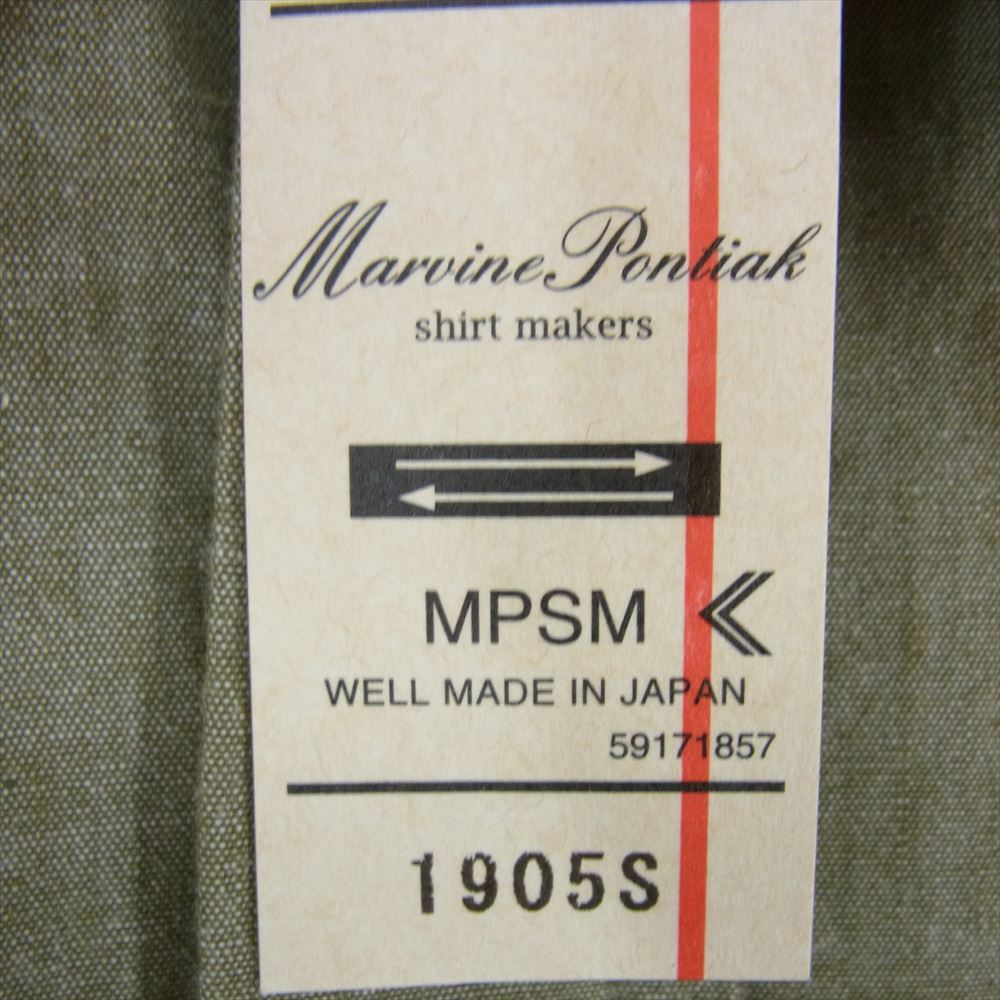 Marvine Pontiak
shirt makers
MPSM
WELL MADE IN JAPAN
59171857
1905S